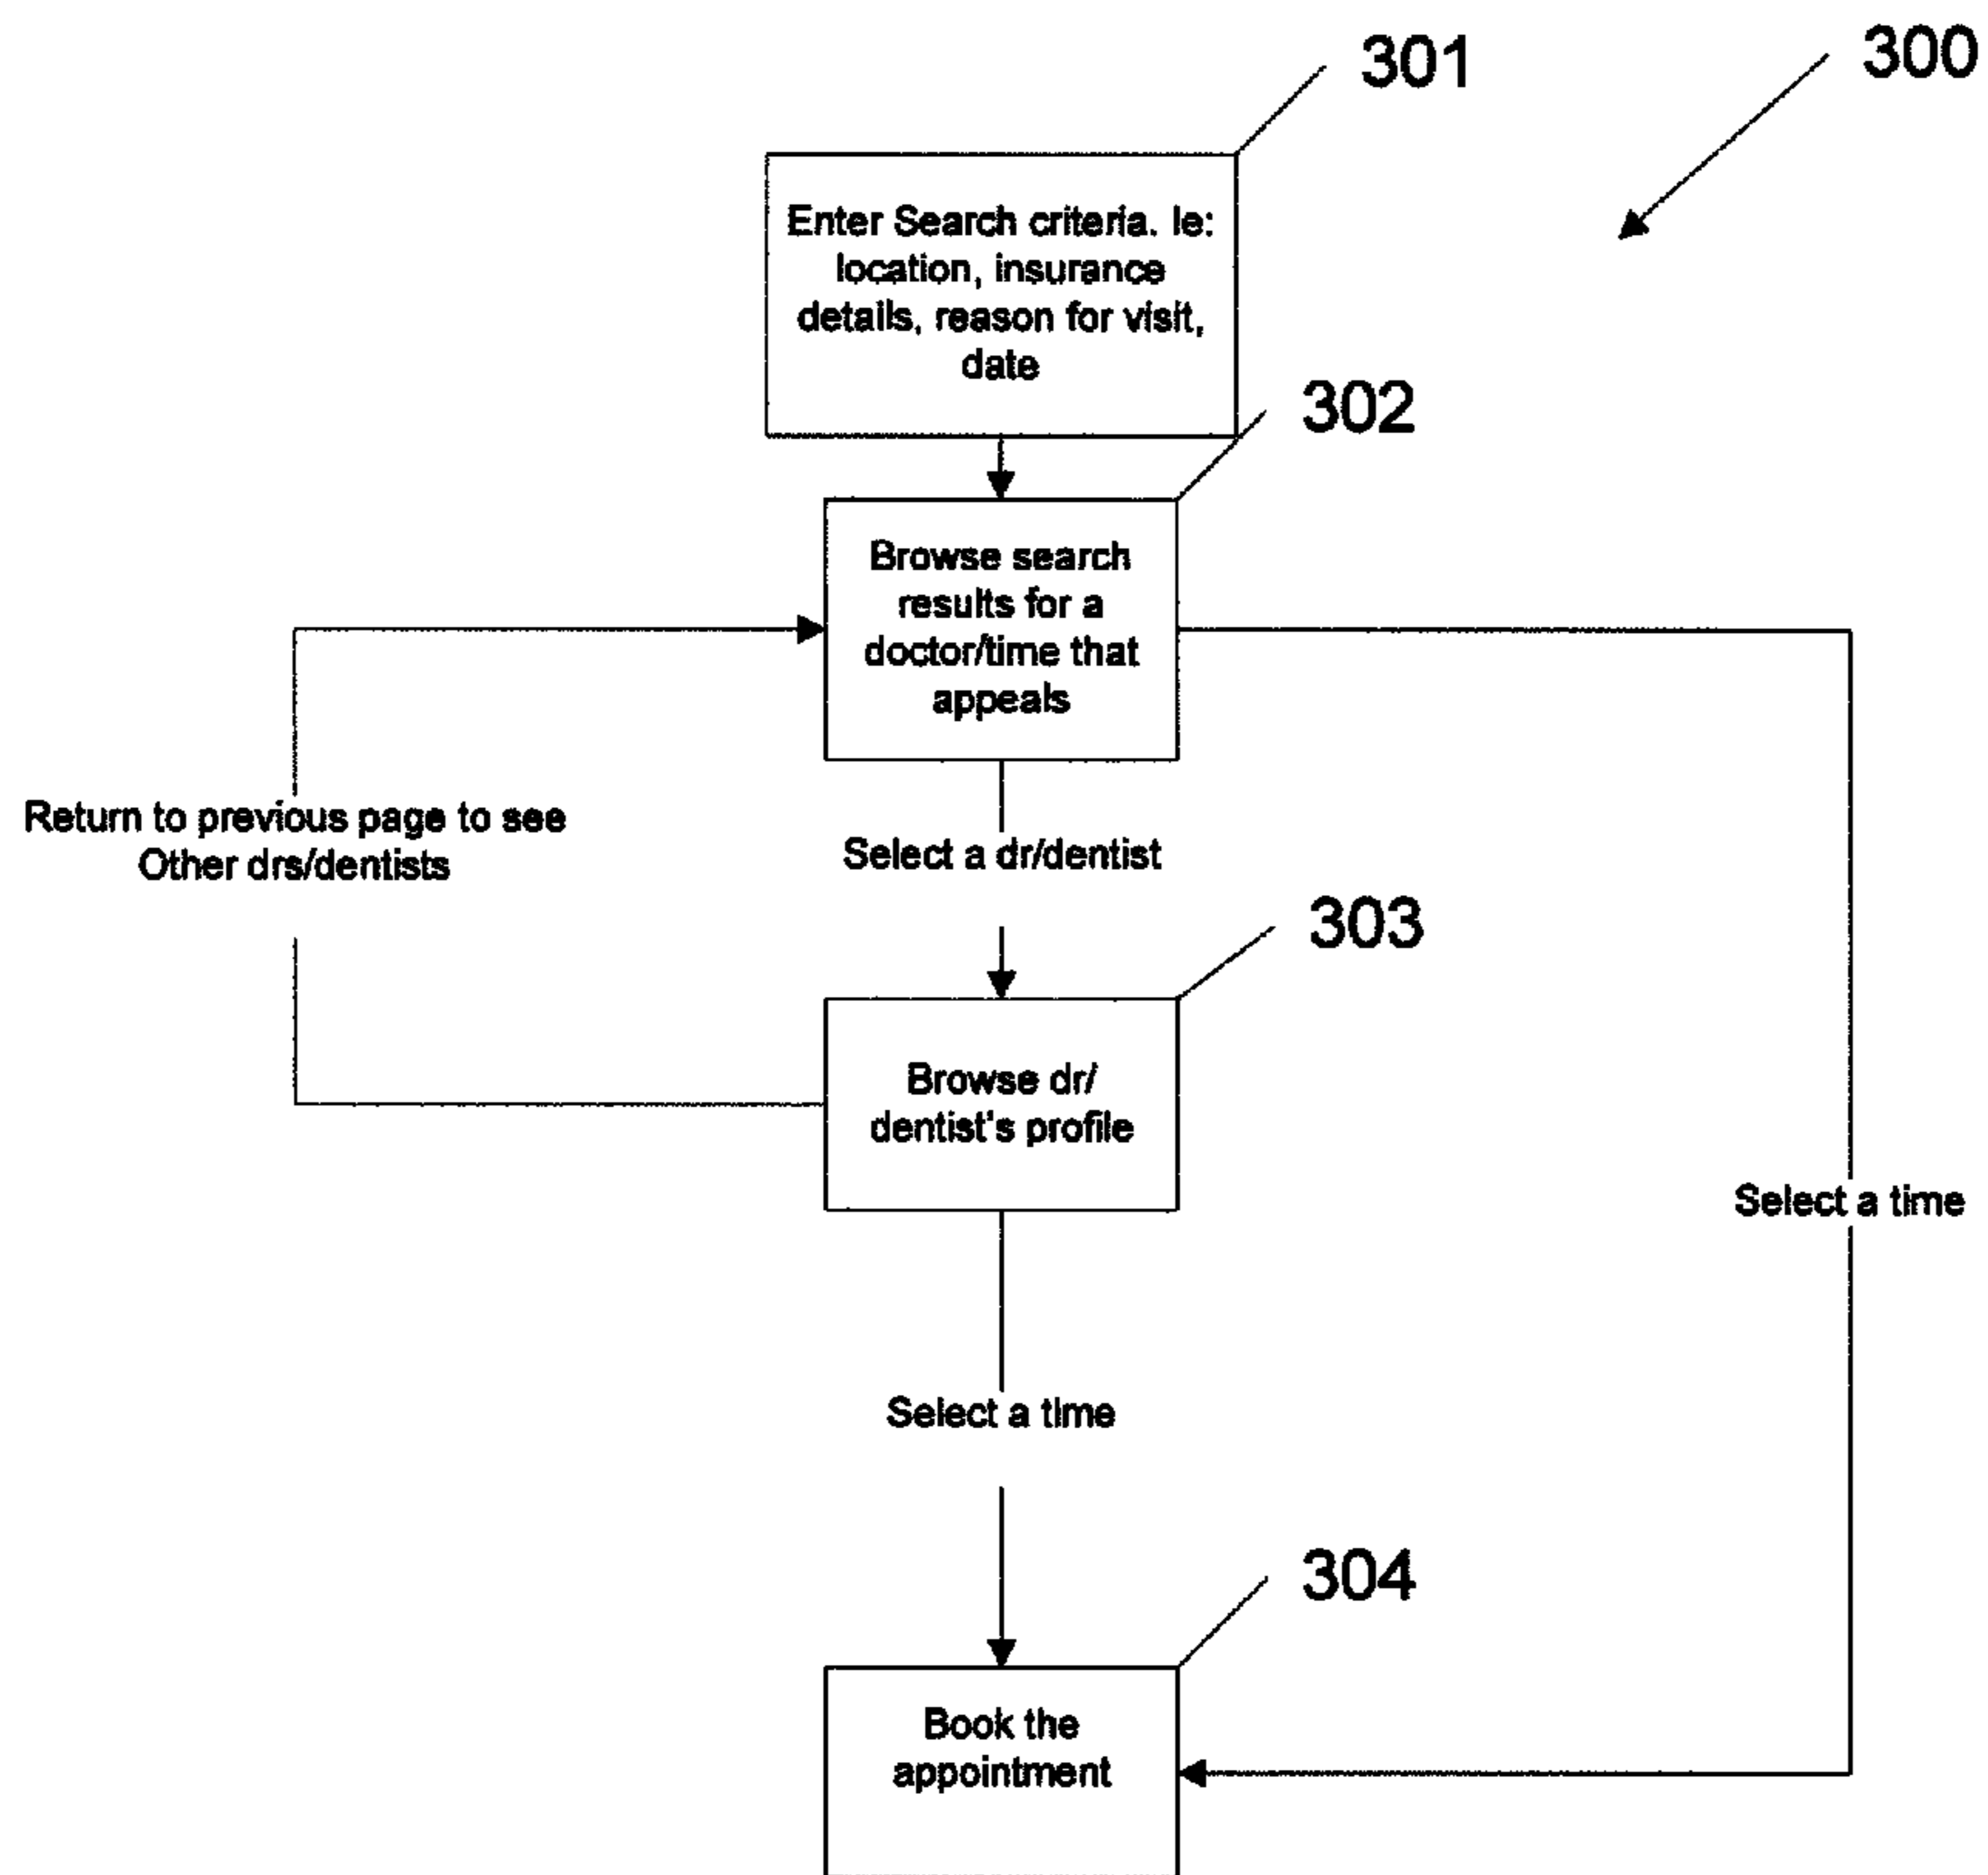 301
300
Enter Search criteria. Ie:
location, insurance
details, reason for visit,
date
302
Browse search
results for a
doctor/time that
appeals
Return to previous page to see
Other drs/dentists
Select a dr/dentist
303
Browse dr/
dentist's profile
Select a time
Select a time
304
Book the
appointment